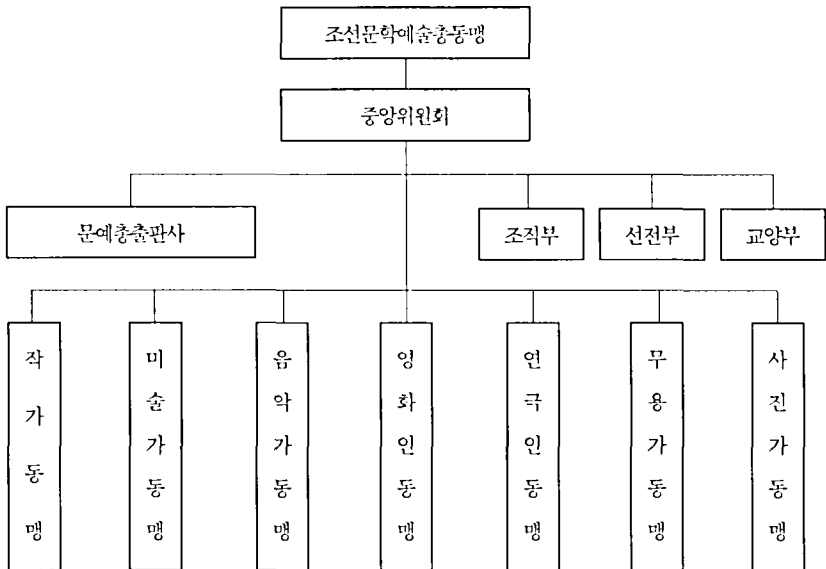 조선문학예술총동맹
중앙위원회
문예총출판사
조직부
선전부
교양부
작가동맹
미술가동맹
음악가동맹
영화인동맹
연극인동맹
무용가동맹
사진가동맹